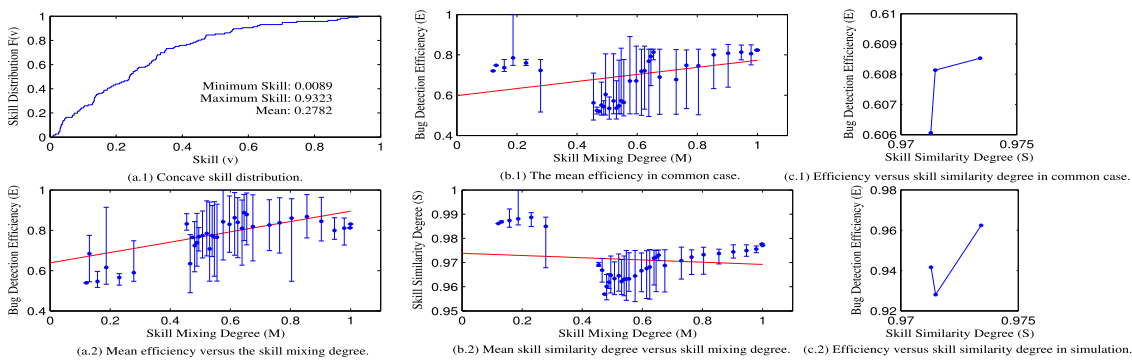 Skill Distribution F(v)
1
0.8
0.6
0.4
0.2
0
0
0.2
0.4
0.6
0.8
1
Minimum Skill: 0.0089
Maximum Skill: 0.9323
Mean: 0.2782
Skill (v)
(a.1) Concave skill distribution.
Bug Detection Efficiency (E)
1
0.8
0.6
0.4
0
0.2
0.4
0.6
0.8
1
Skill Mixing Degree (M)
(b.1) The mean efficiency in common case.
Bug Detection Efficiency (E)
0.61
0.609
0.608
0.607
0.606
0.97
0.975
Skill Similarity Degree (S)
(c.1) Efficiency versus skill similarity degree in common case.
Bug Detection Efficiency (E)
1
0.8
0.6
0.4
0
0.2
0.4
0.6
0.8
1
Skill Mixing Degree (M)
(a.2) Mean efficiency versus the skill mixing degree.
Skill Similarity Degree (S)
1
0.99
0.98
0.97
0.96
0.95
0
0.2
0.4
0.6
0.8
1
Skill Mixing Degree (M)
(b.2) Mean skill similarity degree versus skill mixing degree.
Bug Detection Efficiency (E)
0.98
0.96
0.94
0.92
0.97
0.975
Skill Similarity Degree (S)
(c.2) Efficiency versus skill similarity degree in simulation.